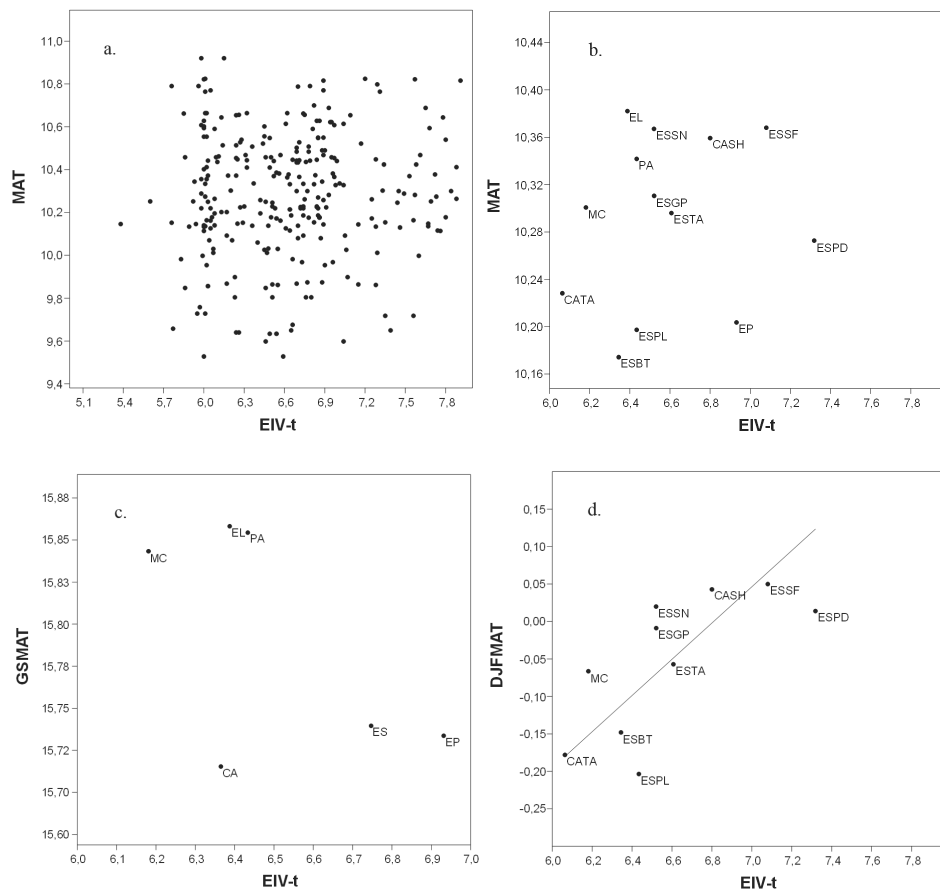 a.
11,0
10,8
10,6
10,4
10,2
10,0
9,8
9,6
9,4
MAT
5,1 5,4 5,7 6,0 6,3 6,6 6,9 7,2 7,5 7,8
EIV-t
b.
10,44
10,40
10,36
10,32
10,28
10,24
10,20
10,16
MAT
EL
ESSN
ESSF
CASH
PA
ESGP
MC
ESTA
ESPD
CATA
EP
ESPL
ESBT
6,0 6,2 6,4 6,6 6,8 7,0 7,2 7,4 7,6 7,8
EIV-t
c.
15,88
15,85
15,83
15,80
15,78
15,75
15,72
15,70
15,60
GSMAT
EL
PA
MC
ES
EP
CA
6,0 6,1 6,2 6,3 6,4 6,5 6,6 6,7 6,8 6,9 7,0
EIV-t
d.
0,15
0,10
0,05
0,00
-0,05
-0,10
-0,15
-0,20
-0,25
DJFMAT
ESSF
CASH
ESSN
ESPD
ESGP
ESTA
MC
ESBT
CATA
ESPL
6,0 6,2 6,4 6,6 6,8 7,0 7,2 7,4 7,6 7,8
EIV-t